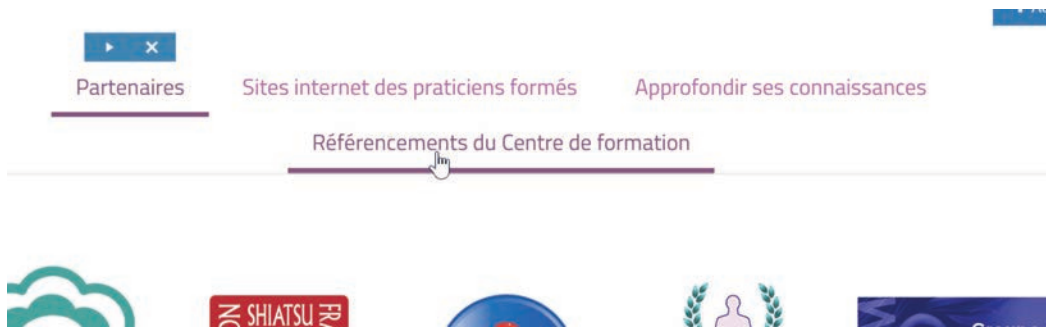 Partenaires Sites internet des praticiens formés Approfondir ses connaissances
Référencements du Centre de formation
SHIATSU